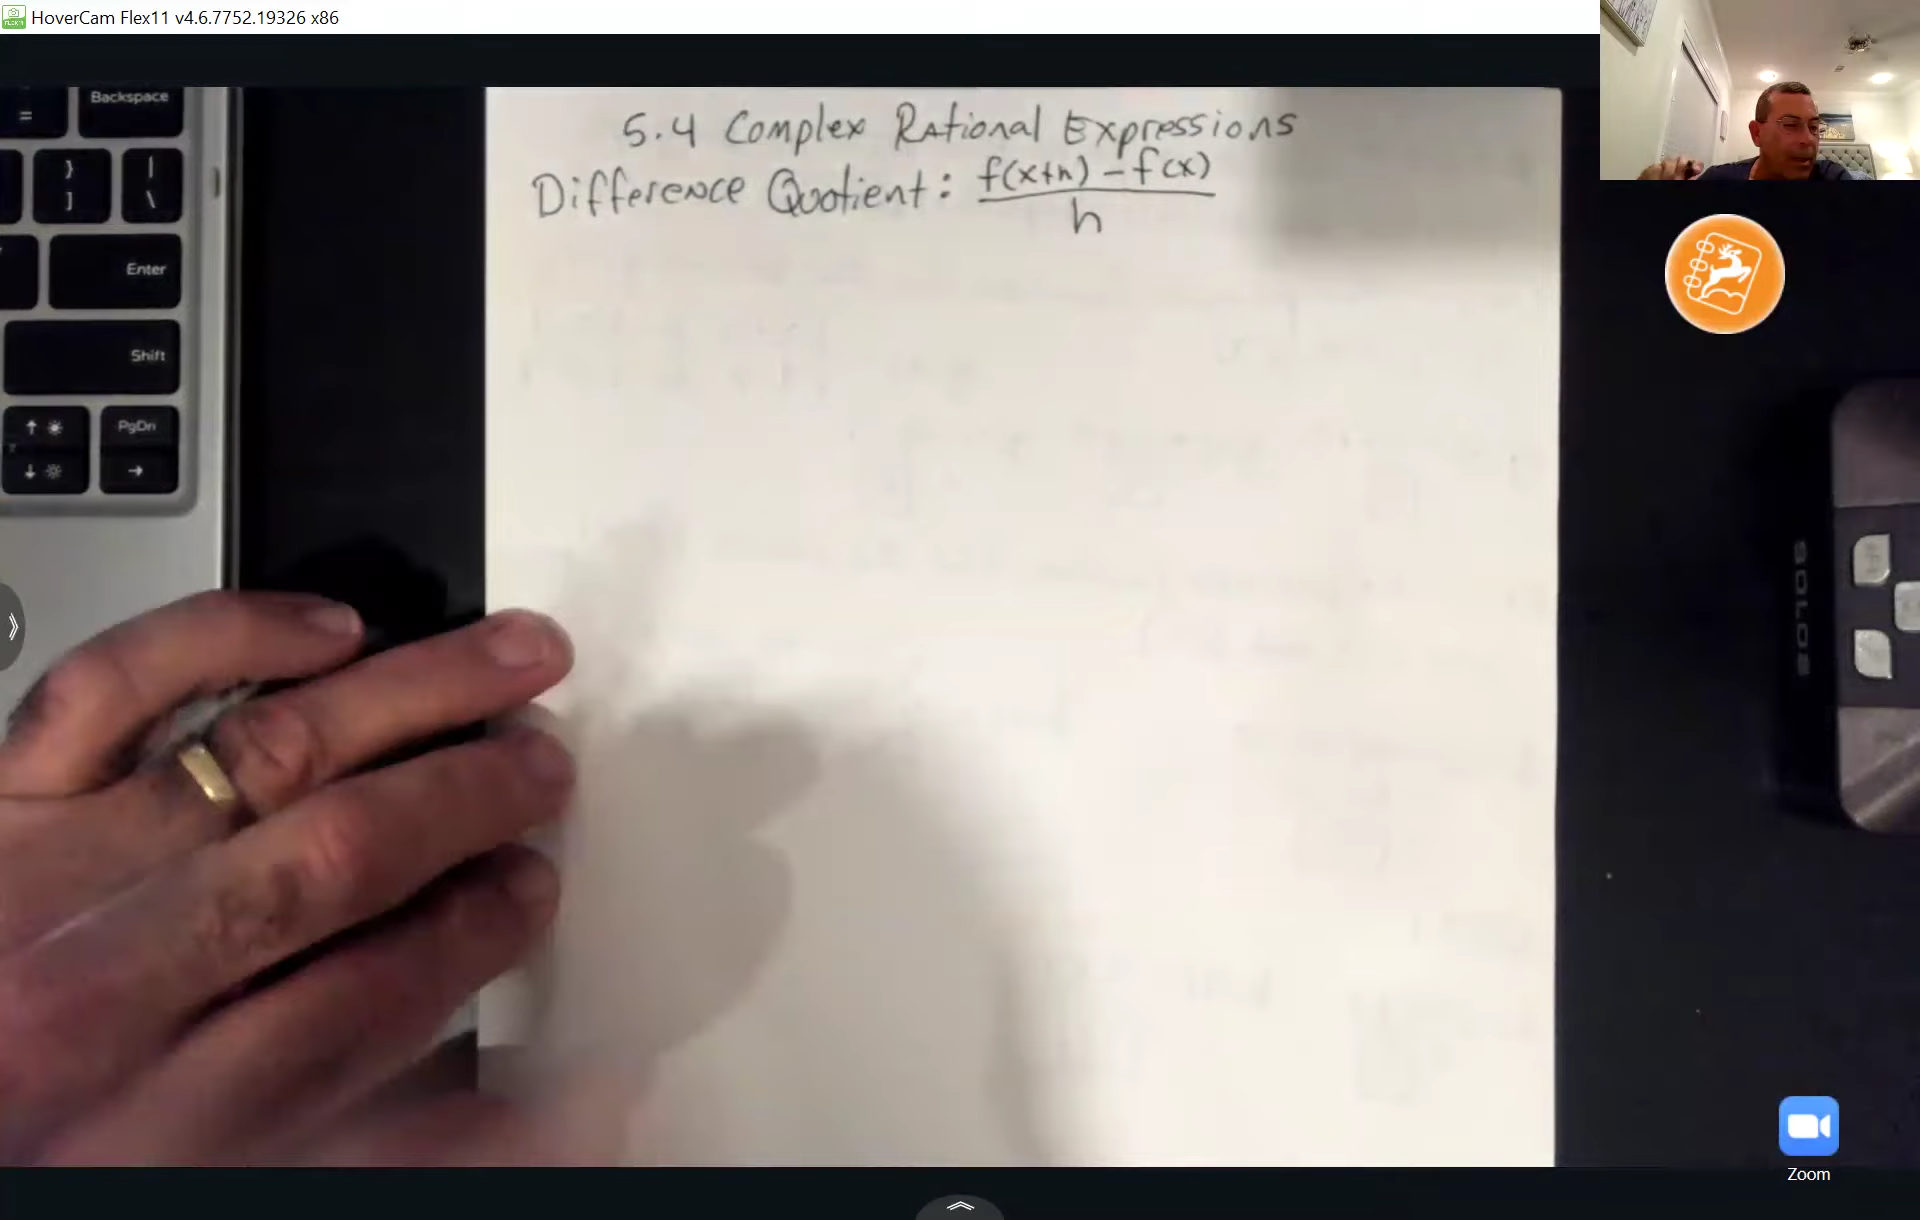 HoverCam Flex11 v4.6.7752.19326 x86
=
Backspace
}
]
|
\
Enter
Shift
↑
↓
PgDn
→
5.4 Complex Rational Expressions
Difference Quotient: f(x+h) - f(x)
h
SOLOS
Zoom